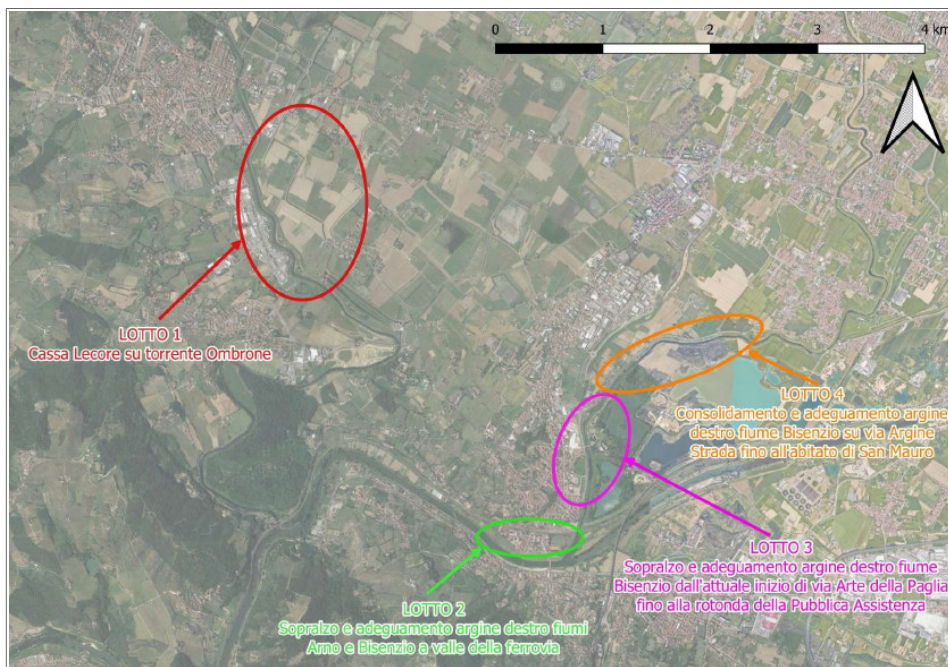 0 1 2 3 4 km
LOTTO 1
Cassa Lecore su torrente Ombrone
LOTTO 4
Consolidamento e adeguamento argine
destro fiume Bisenzio su via Argine
Strada fino all'abitato di San Mauro
LOTTO 3
Sopralzo e adeguamento argine destro fiume
Bisenzio dall'attuale inizio di via Arte della Paglia
fino alla rotonda della Pubblica Assistenza
LOTTO 2
Sopralzo e adeguamento argine destro fiumi
Arno e Bisenzio a valle della ferrovia